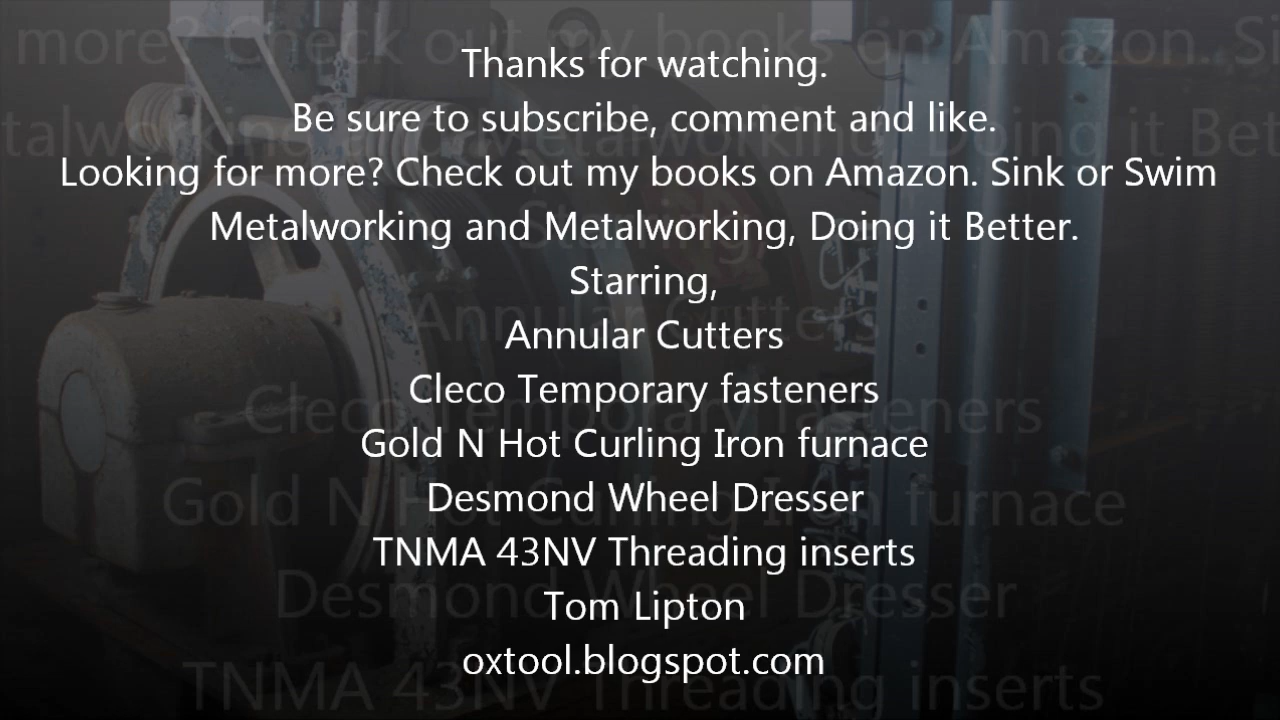 Thanks for watching.
Be sure to subscribe, comment and like.
Looking for more? Check out my books on Amazon. Sink or Swim
Metalworking and Metalworking, Doing it Better.
Starring,
Annular Cutters
Cleco Temporary fasteners
Gold N Hot Curling Iron furnace
Desmond Wheel Dresser
TNMA 43NV Threading inserts
Tom Lipton
oxtool.blogspot.com